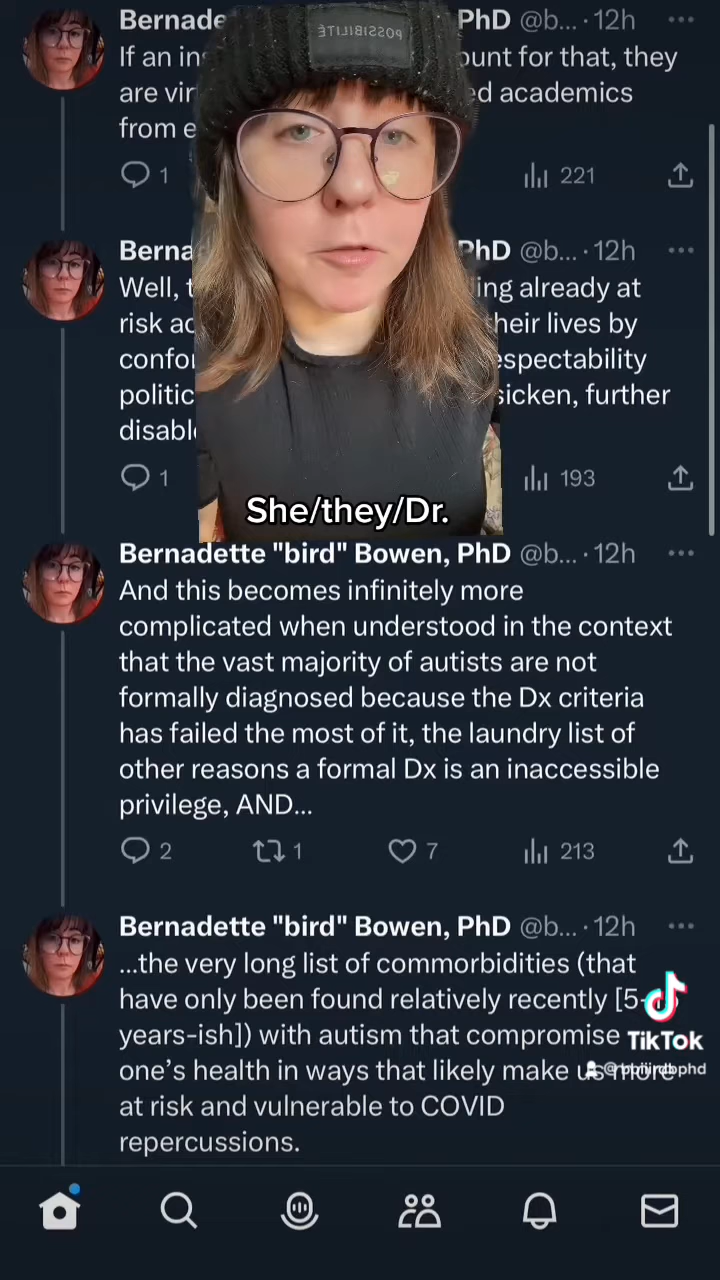 Bernade PhD @b... · 12h
If an ins ount for that, they
are vir ed academics
from e
1 221
Berna PhD @b... · 12h
Well, t ing already at
risk ac heir lives by
confor espectability
politic sicken, further
disable
1 193
POSSIBILITÉ
She/they/Dr.
Bernadette "bird" Bowen, PhD @b... · 12h
And this becomes infinitely more
complicated when understood in the context
that the vast majority of autists are not
formally diagnosed because the Dx criteria
has failed the most of it, the laundry list of
other reasons a formal Dx is an inaccessible
privilege, AND...
2 1 7 213
Bernadette "bird" Bowen, PhD @b... · 12h
...the very long list of commorbidities (that
have only been found relatively recently [5-
years-ish]) with autism that compromise
one's health in ways that likely make us more
at risk and vulnerable to COVID
repercussions.
TikTok